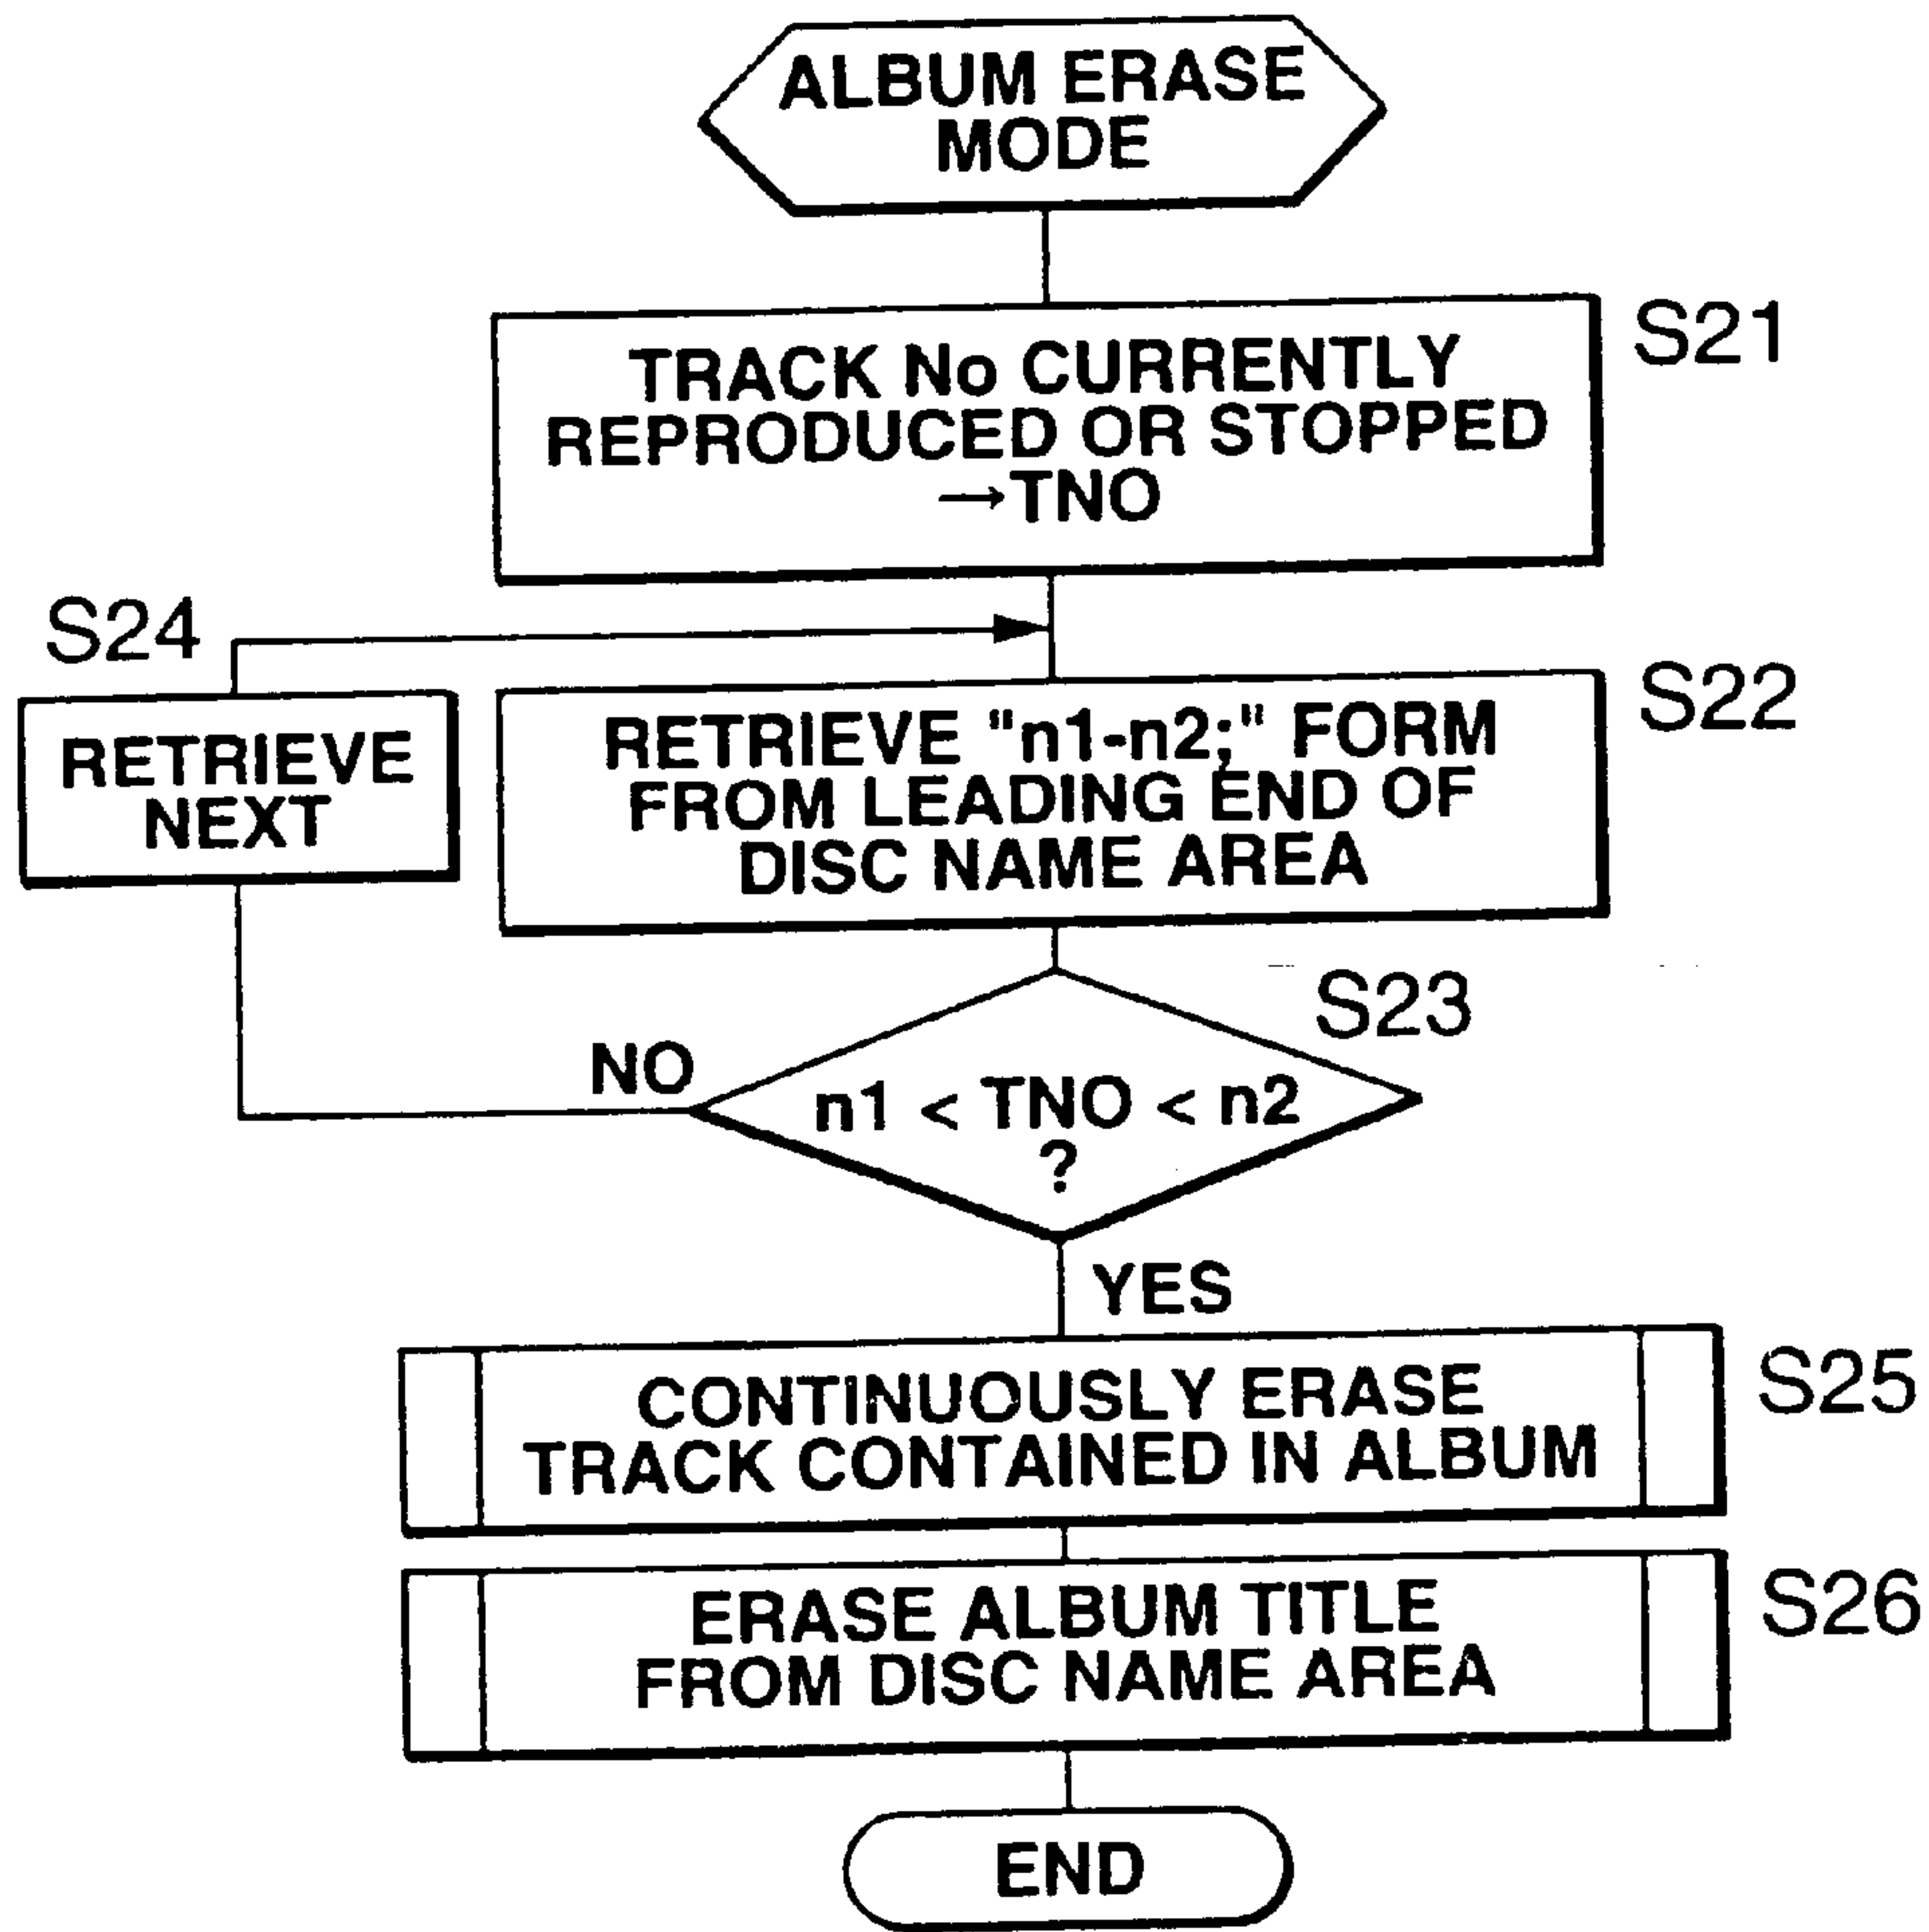 ALBUM ERASE
MODE
S21
TRACK No CURRENTLY
REPRODUCED OR STOPPED
→TNO
S24
RETRIEVE
NEXT
S22
RETRIEVE "n1-n2;" FORM
FROM LEADING END OF
DISC NAME AREA
S23
NO
n1 < TNO < n2
?
YES
S25
CONTINUOUSLY ERASE
TRACK CONTAINED IN ALBUM
S26
ERASE ALBUM TITLE
FROM DISC NAME AREA
END